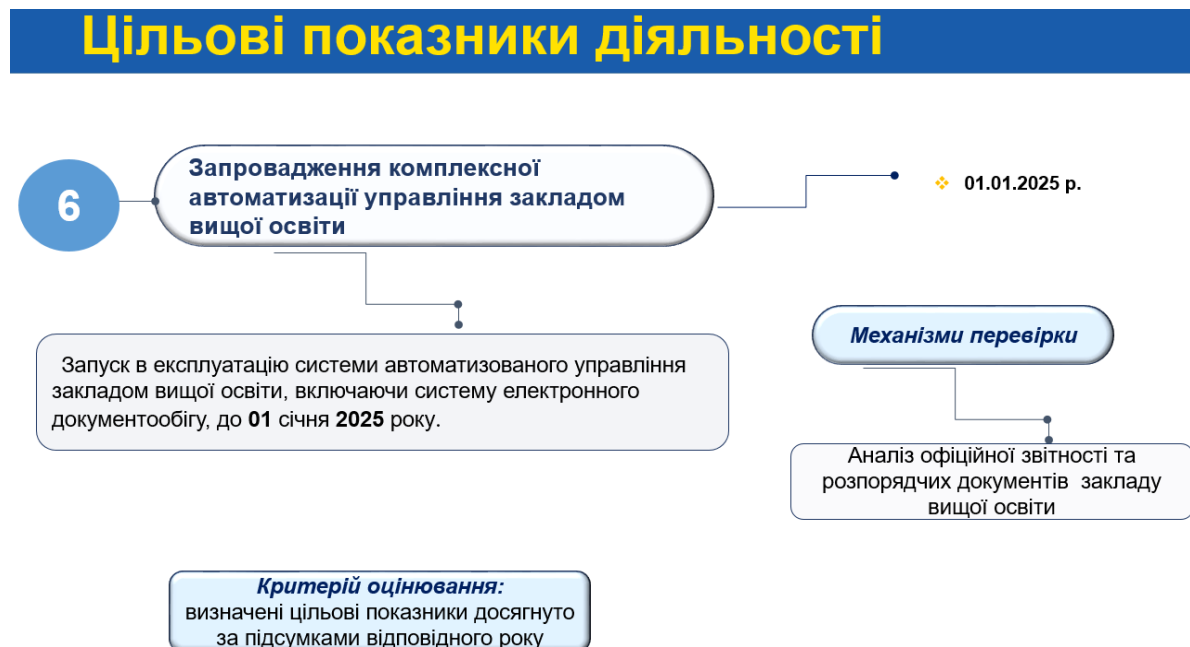 Цільові показники діяльності
6
Запровадження комплексної
автоматизації управління закладом
вищої освіти
❖ 01.01.2025 р.
Запуск в експлуатацію системи автоматизованого управління
закладом вищої освіти, включаючи систему електронного
документообігу, до 01 січня 2025 року.
Механізми перевірки
Аналіз офіційної звітності та
розпорядчих документів закладу
вищої освіти
Критерій оцінювання:
визначені цільові показники досягнуто
за підсумками відповідного року